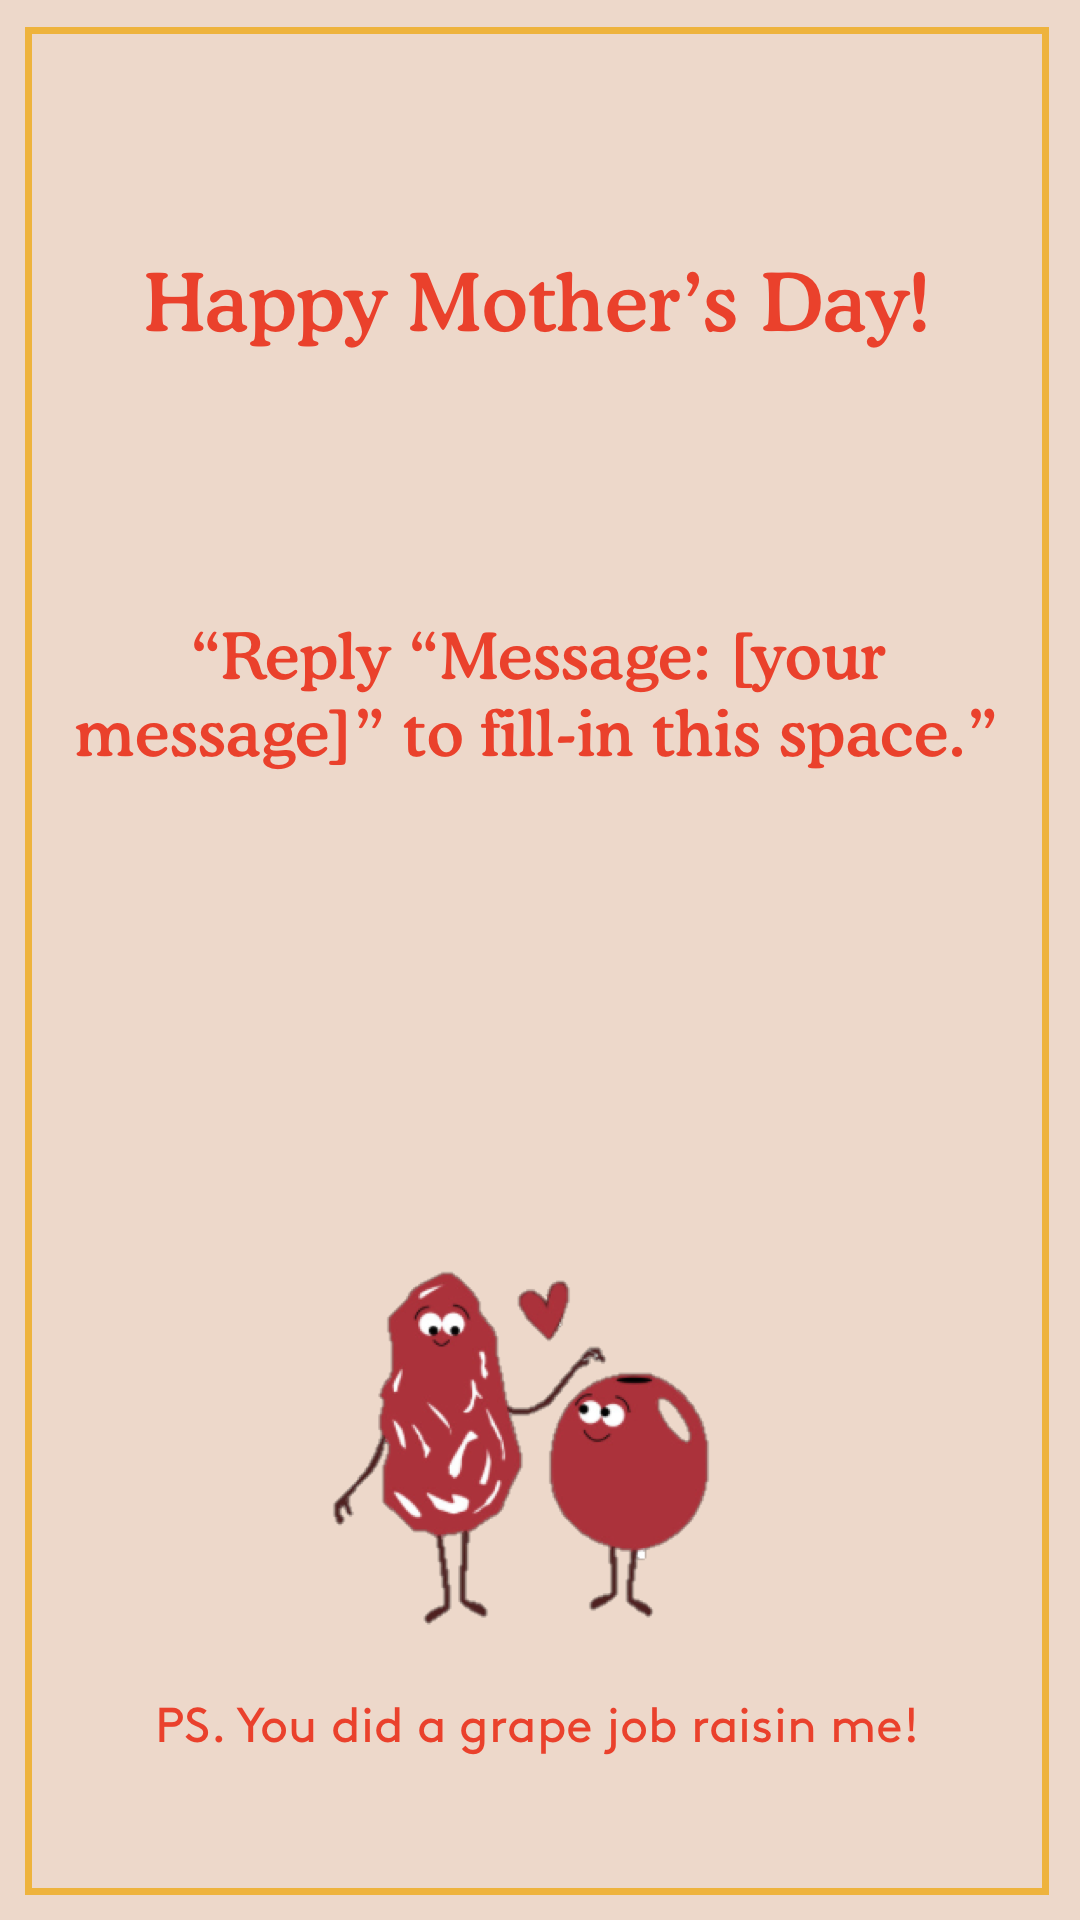 Happy Mother’s Day!
“Reply “Message: [your
message]” to fill-in this space.”
PS. You did a grape job raisin me!